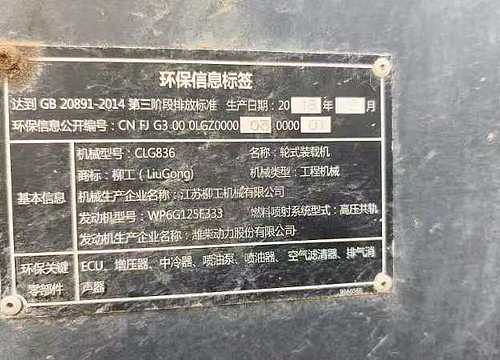 环保信息标签
达到 GB 20891-2014 第三阶段排放标准 生产日期：20 18 年 月
环保信息公开编号：CN FJ G3 00 0LGZ0000 03 0000 01
基本信息
机械型号：CLG836 名称：轮式装载机
商标：柳工（LiuGong） 机械类型：工程机械
机械生产企业名称：江苏柳工机械有限公司
发动机型号：WP6G125E333 燃料喷射系统型式：高压共轨
发动机生产企业名称：潍柴动力股份有限公司
环保关键零部件
ECU、增压器、中冷器、喷油泵、喷油器、 空气滤清器、排气消
声器